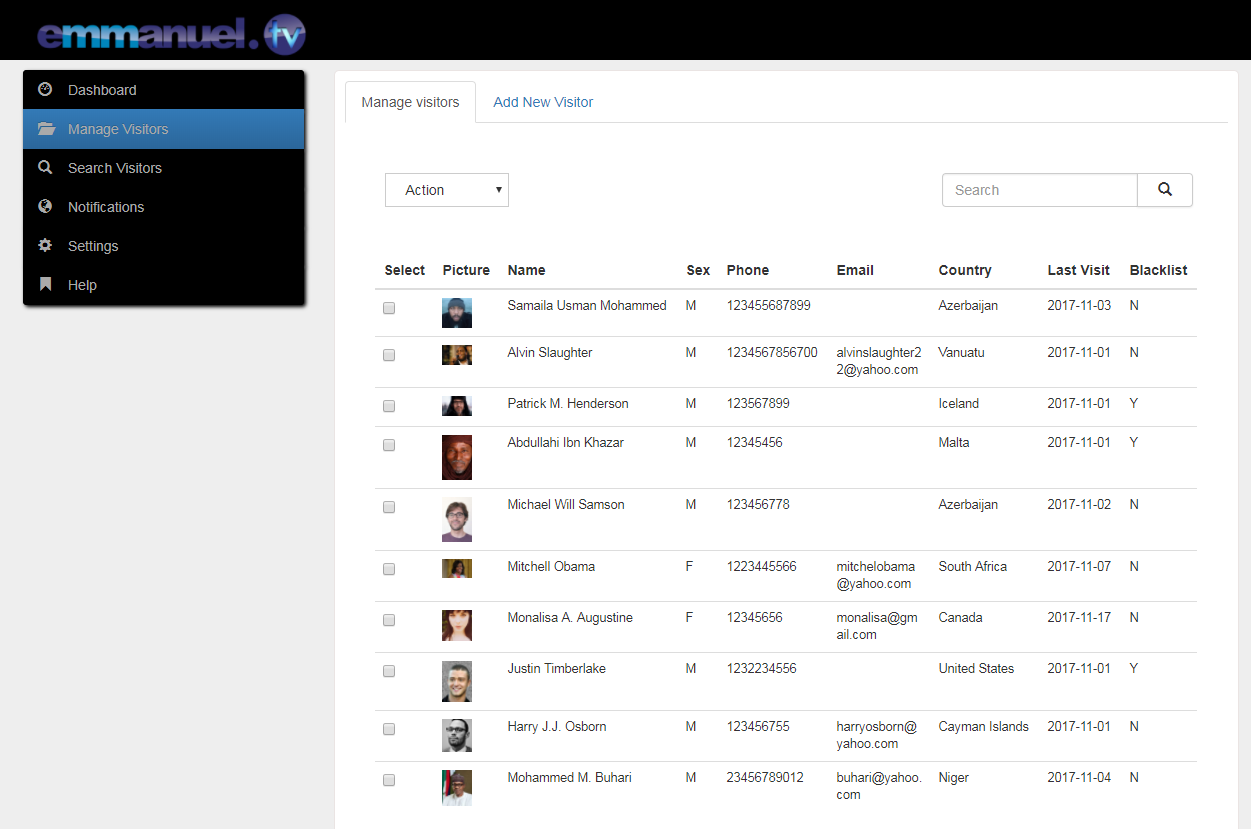 emmanuel.tv
Dashboard
Manage Visitors
Search Visitors
Notifications
Settings
Help
Manage visitors Add New Visitor
Action Search
Select Picture Name Sex Phone Email Country Last Visit Blacklist
Samaila Usman Mohammed M 123455687899 Azerbaijan 2017-11-03 N
Alvin Slaughter M 1234567856700 alvinslaughter2 Vanuatu 2017-11-01 N
2@yahoo.com
Patrick M. Henderson M 123567899 Iceland 2017-11-01 Y
Abdullahi Ibn Khazar M 12345456 Malta 2017-11-01 Y
Michael Will Samson M 123456778 Azerbaijan 2017-11-02 N
Mitchell Obama F 1223445566 mitchelobama South Africa 2017-11-07 N
@yahoo.com
Monalisa A. Augustine F 12345656 monalisa@gm Canada 2017-11-17 N
ail.com
Justin Timberlake M 1232234556 United States 2017-11-01 Y
Harry J.J. Osborn M 123456755 harryosborn@ Cayman Islands 2017-11-01 N
yahoo.com
Mohammed M. Buhari M 23456789012 buhari@yahoo. Niger 2017-11-04 N
com